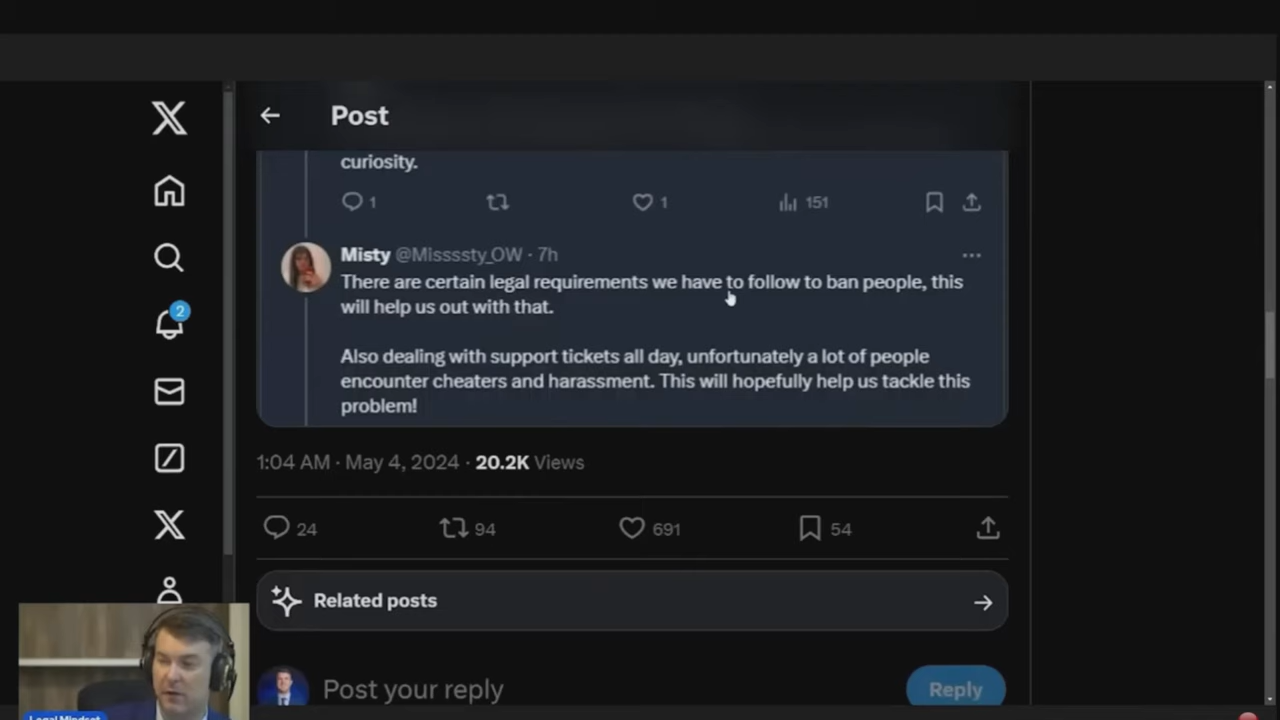 Post
curiosity.
1
1
151
Misty @Missssty_OW · 7h
There are certain legal requirements we have to follow to ban people, this
will help us out with that.
Also dealing with support tickets all day, unfortunately a lot of people
encounter cheaters and harassment. This will hopefully help us tackle this
problem!
2
1:04 AM · May 4, 2024 · 20.2K Views
24
94
691
54
Related posts
Post your reply
Reply
Legal Mindset